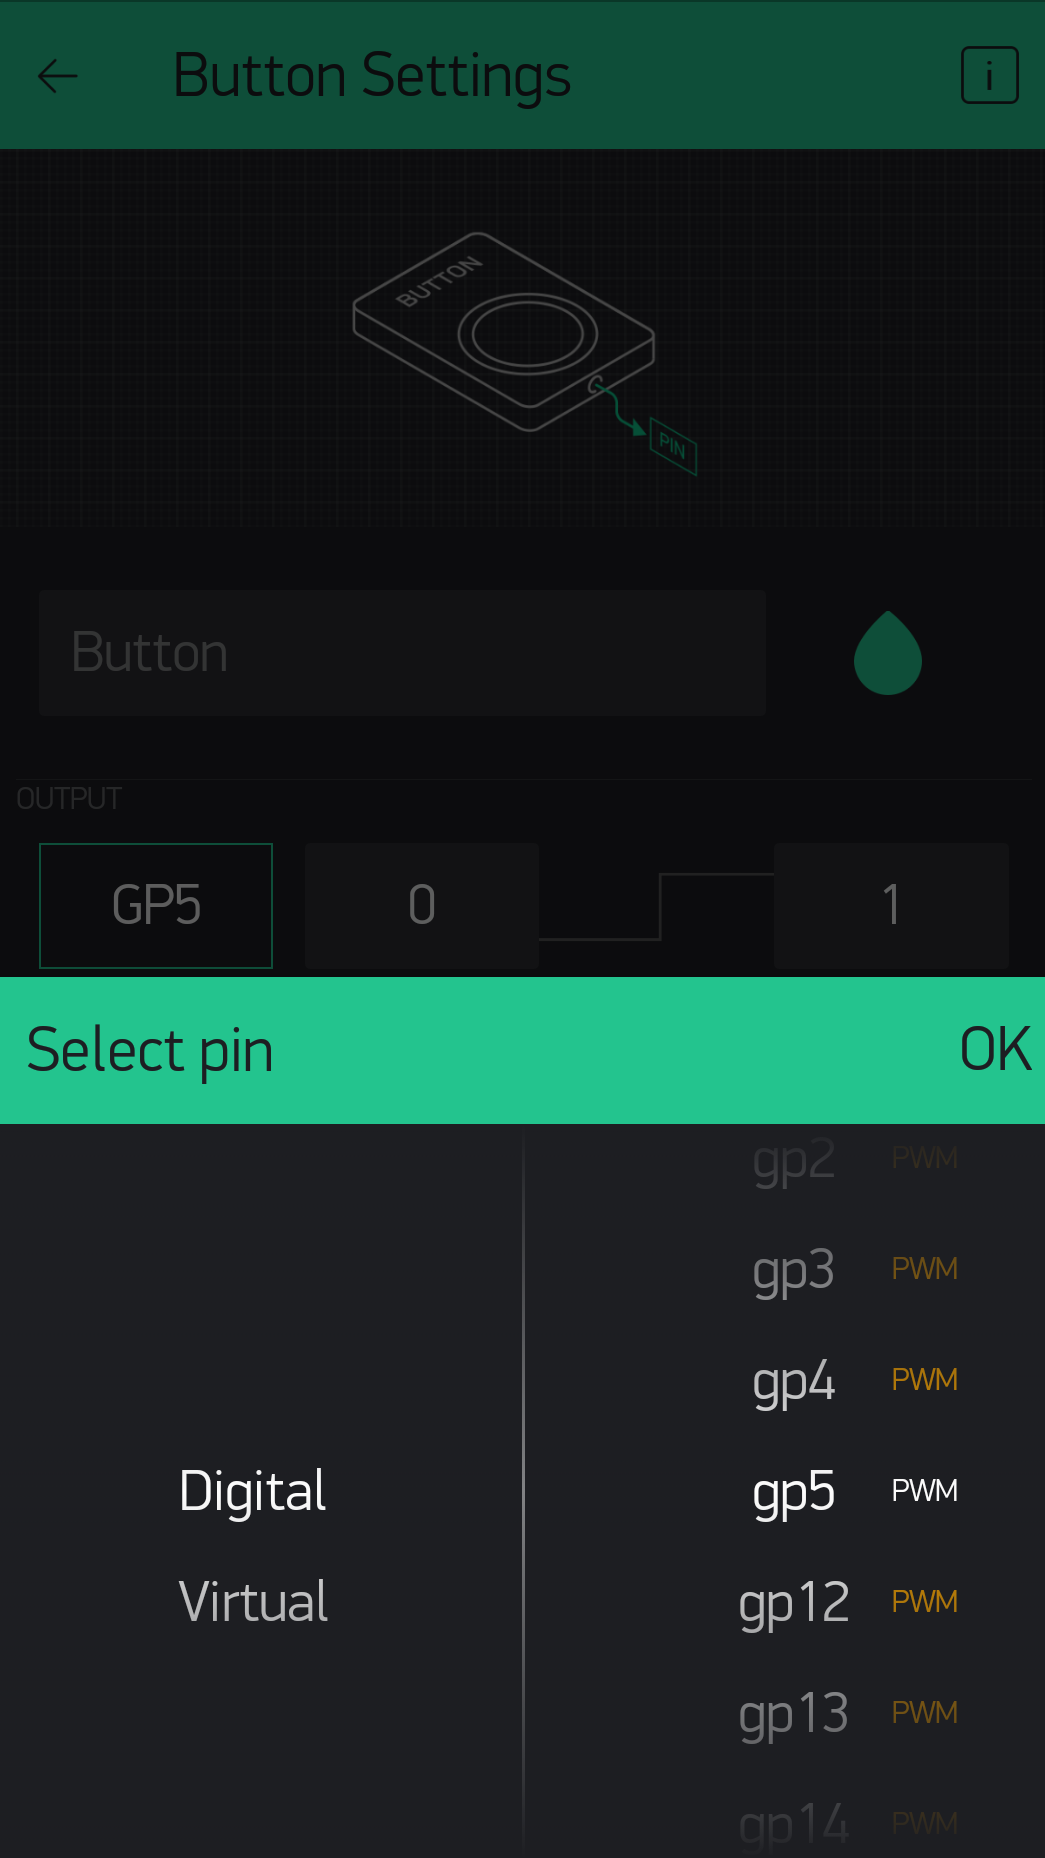 Button Settings
i
BUTTON
PIN
Button
OUTPUT
GP5 0 1
Select pin OK
gp2 PWM
gp3 PWM
gp4 PWM
Digital gp5 PWM
Virtual gp12 PWM
gp13 PWM
gp14 PWM